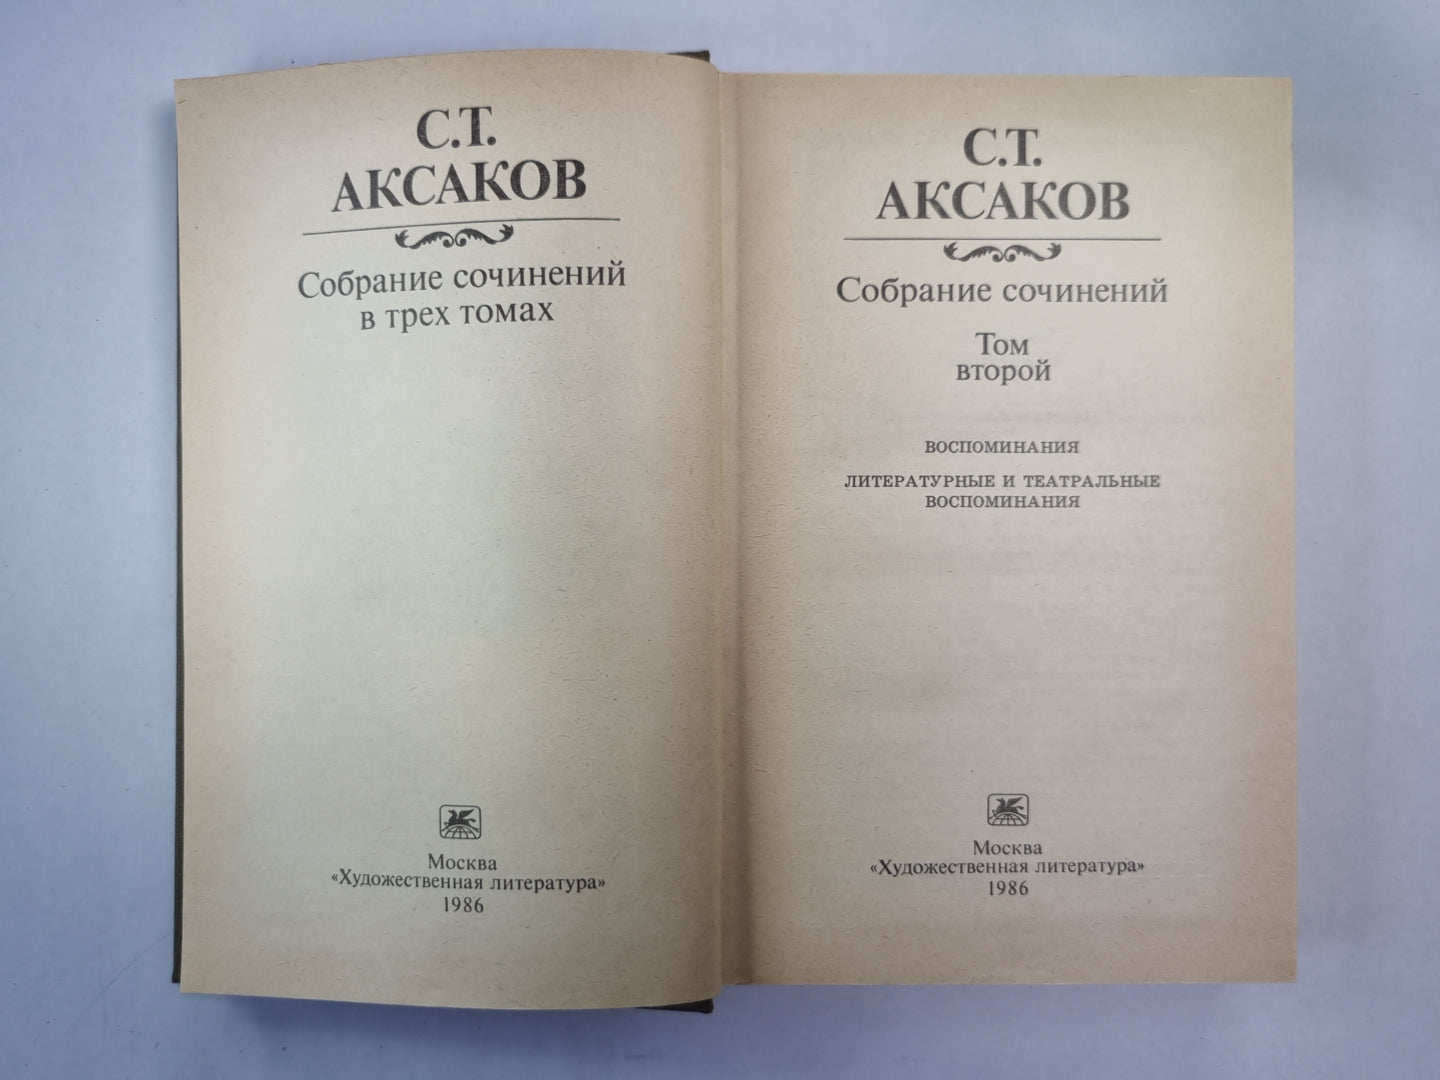 С.Т.
АКСАКОВ
Собрание сочинений
в трех томах
Москва
«Художественная литература»
1986
С.Т.
АКСАКОВ
Собрание сочинений
Том
второй
ВОСПОМИНАНИЯ
ЛИТЕРАТУРНЫЕ И ТЕАТРАЛЬНЫЕ
ВОСПОМИНАНИЯ
Москва
«Художественная литература»
1986